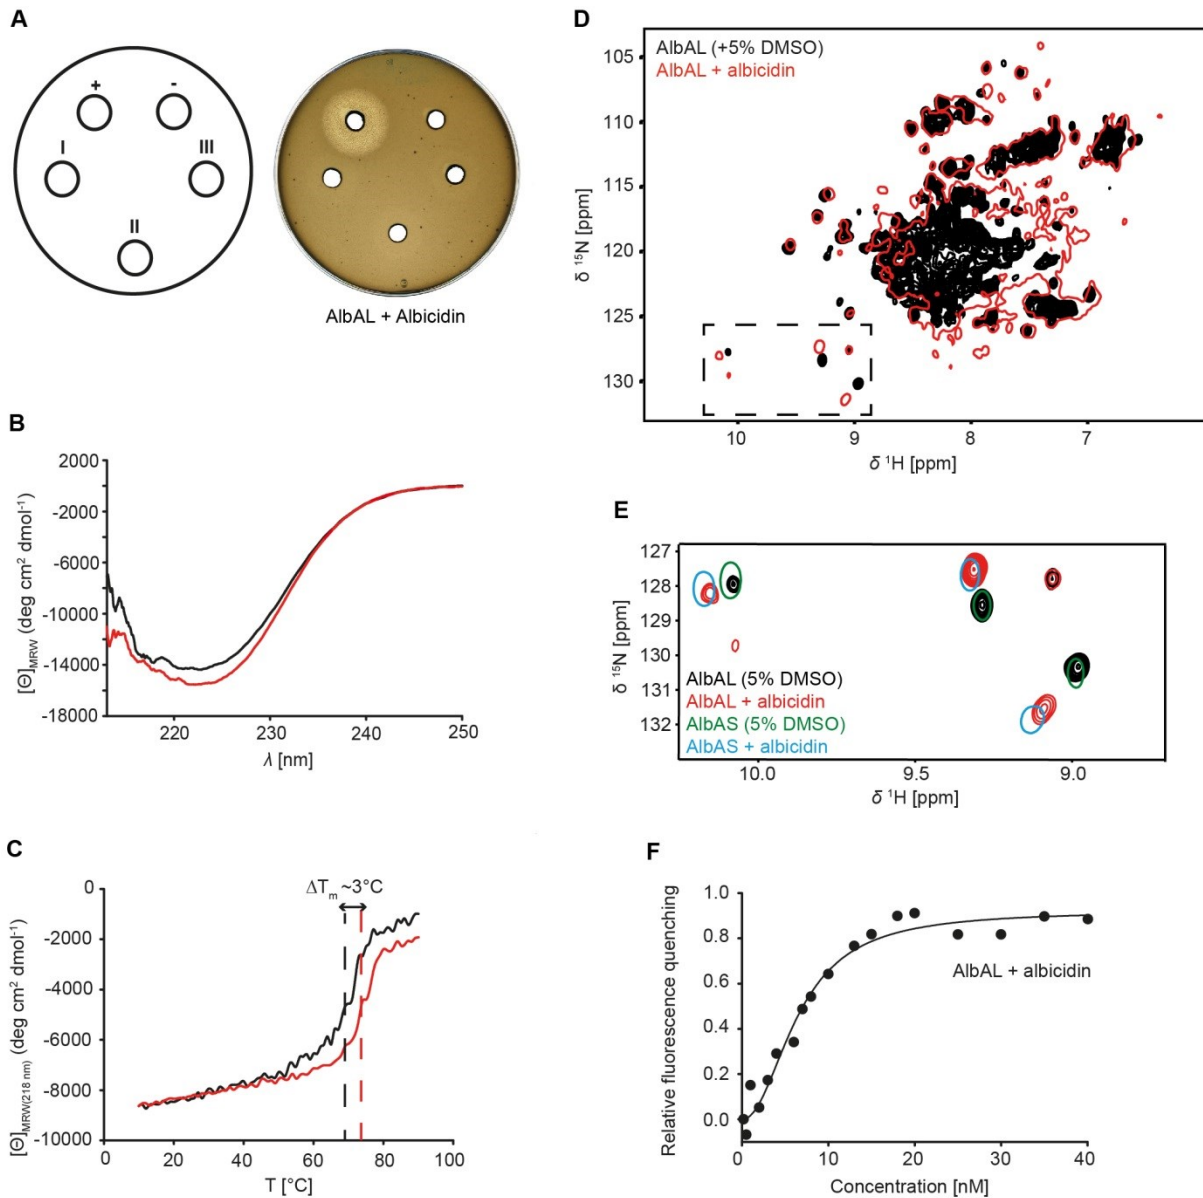 A
+
-
I
III
II
AlbAL + Albicidin
B
2000
-2000
-6000
-10000
-14000
-18000
[Θ]MRW (deg cm² dmol⁻¹)
220
230
240
250
λ [nm]
C
ΔTm ~3°C
0
-2000
-4000
-6000
-8000
-10000
[Θ]MRW(218 nm) (deg cm² dmol⁻¹)
0
20
40
60
80
100
T [°C]
D
AlbAL (+5% DMSO)
AlbAL + albicidin
105
110
115
120
125
130
δ ¹⁵N [ppm]
10
9
8
7
δ ¹H [ppm]
E
127
128
129
130
131
132
δ ¹⁵N [ppm]
AlbAL (5% DMSO)
AlbAL + albicidin
AlbAS (5% DMSO)
AlbAS + albicidin
10.0
9.5
9.0
δ ¹H [ppm]
F
1.0
0.8
0.6
0.4
0.2
0.0
Relative fluorescence quenching
AlbAL + albicidin
0
10
20
30
40
Concentration [nM]